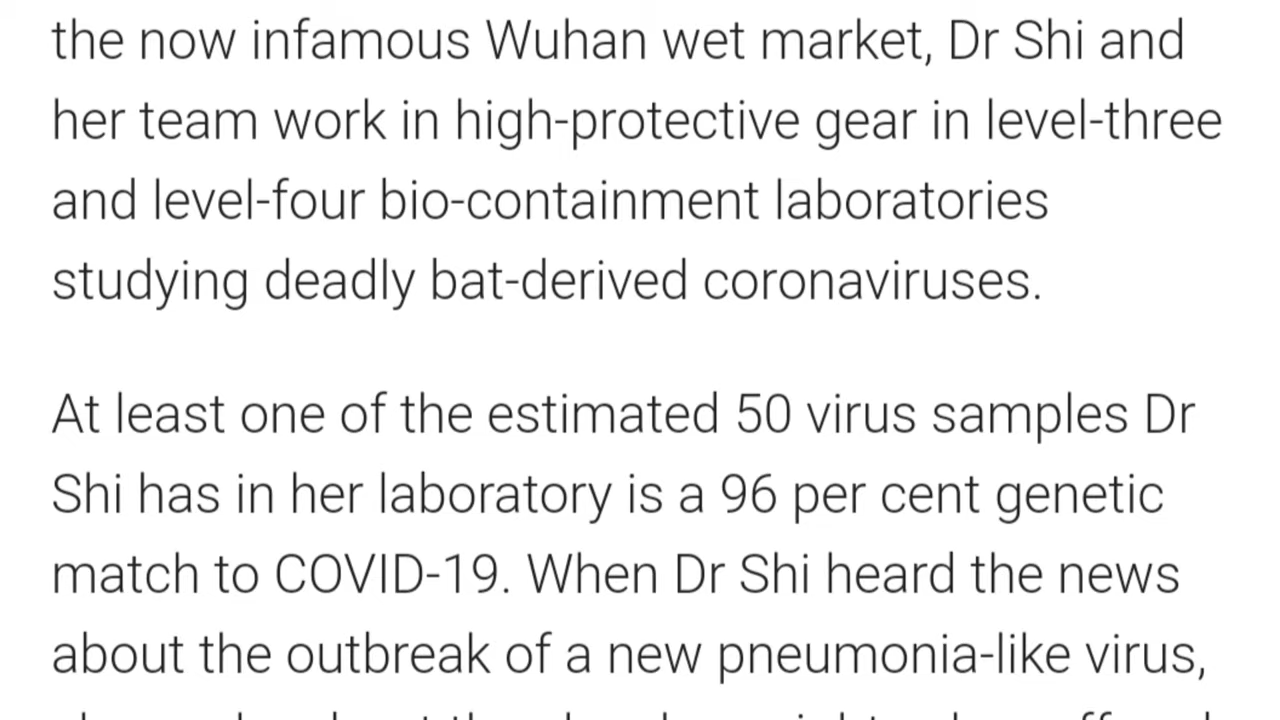 the now infamous Wuhan wet market, Dr Shi and
her team work in high-protective gear in level-three
and level-four bio-containment laboratories
studying deadly bat-derived coronaviruses.
At least one of the estimated 50 virus samples Dr
Shi has in her laboratory is a 96 per cent genetic
match to COVID-19. When Dr Shi heard the news
about the outbreak of a new pneumonia-like virus,